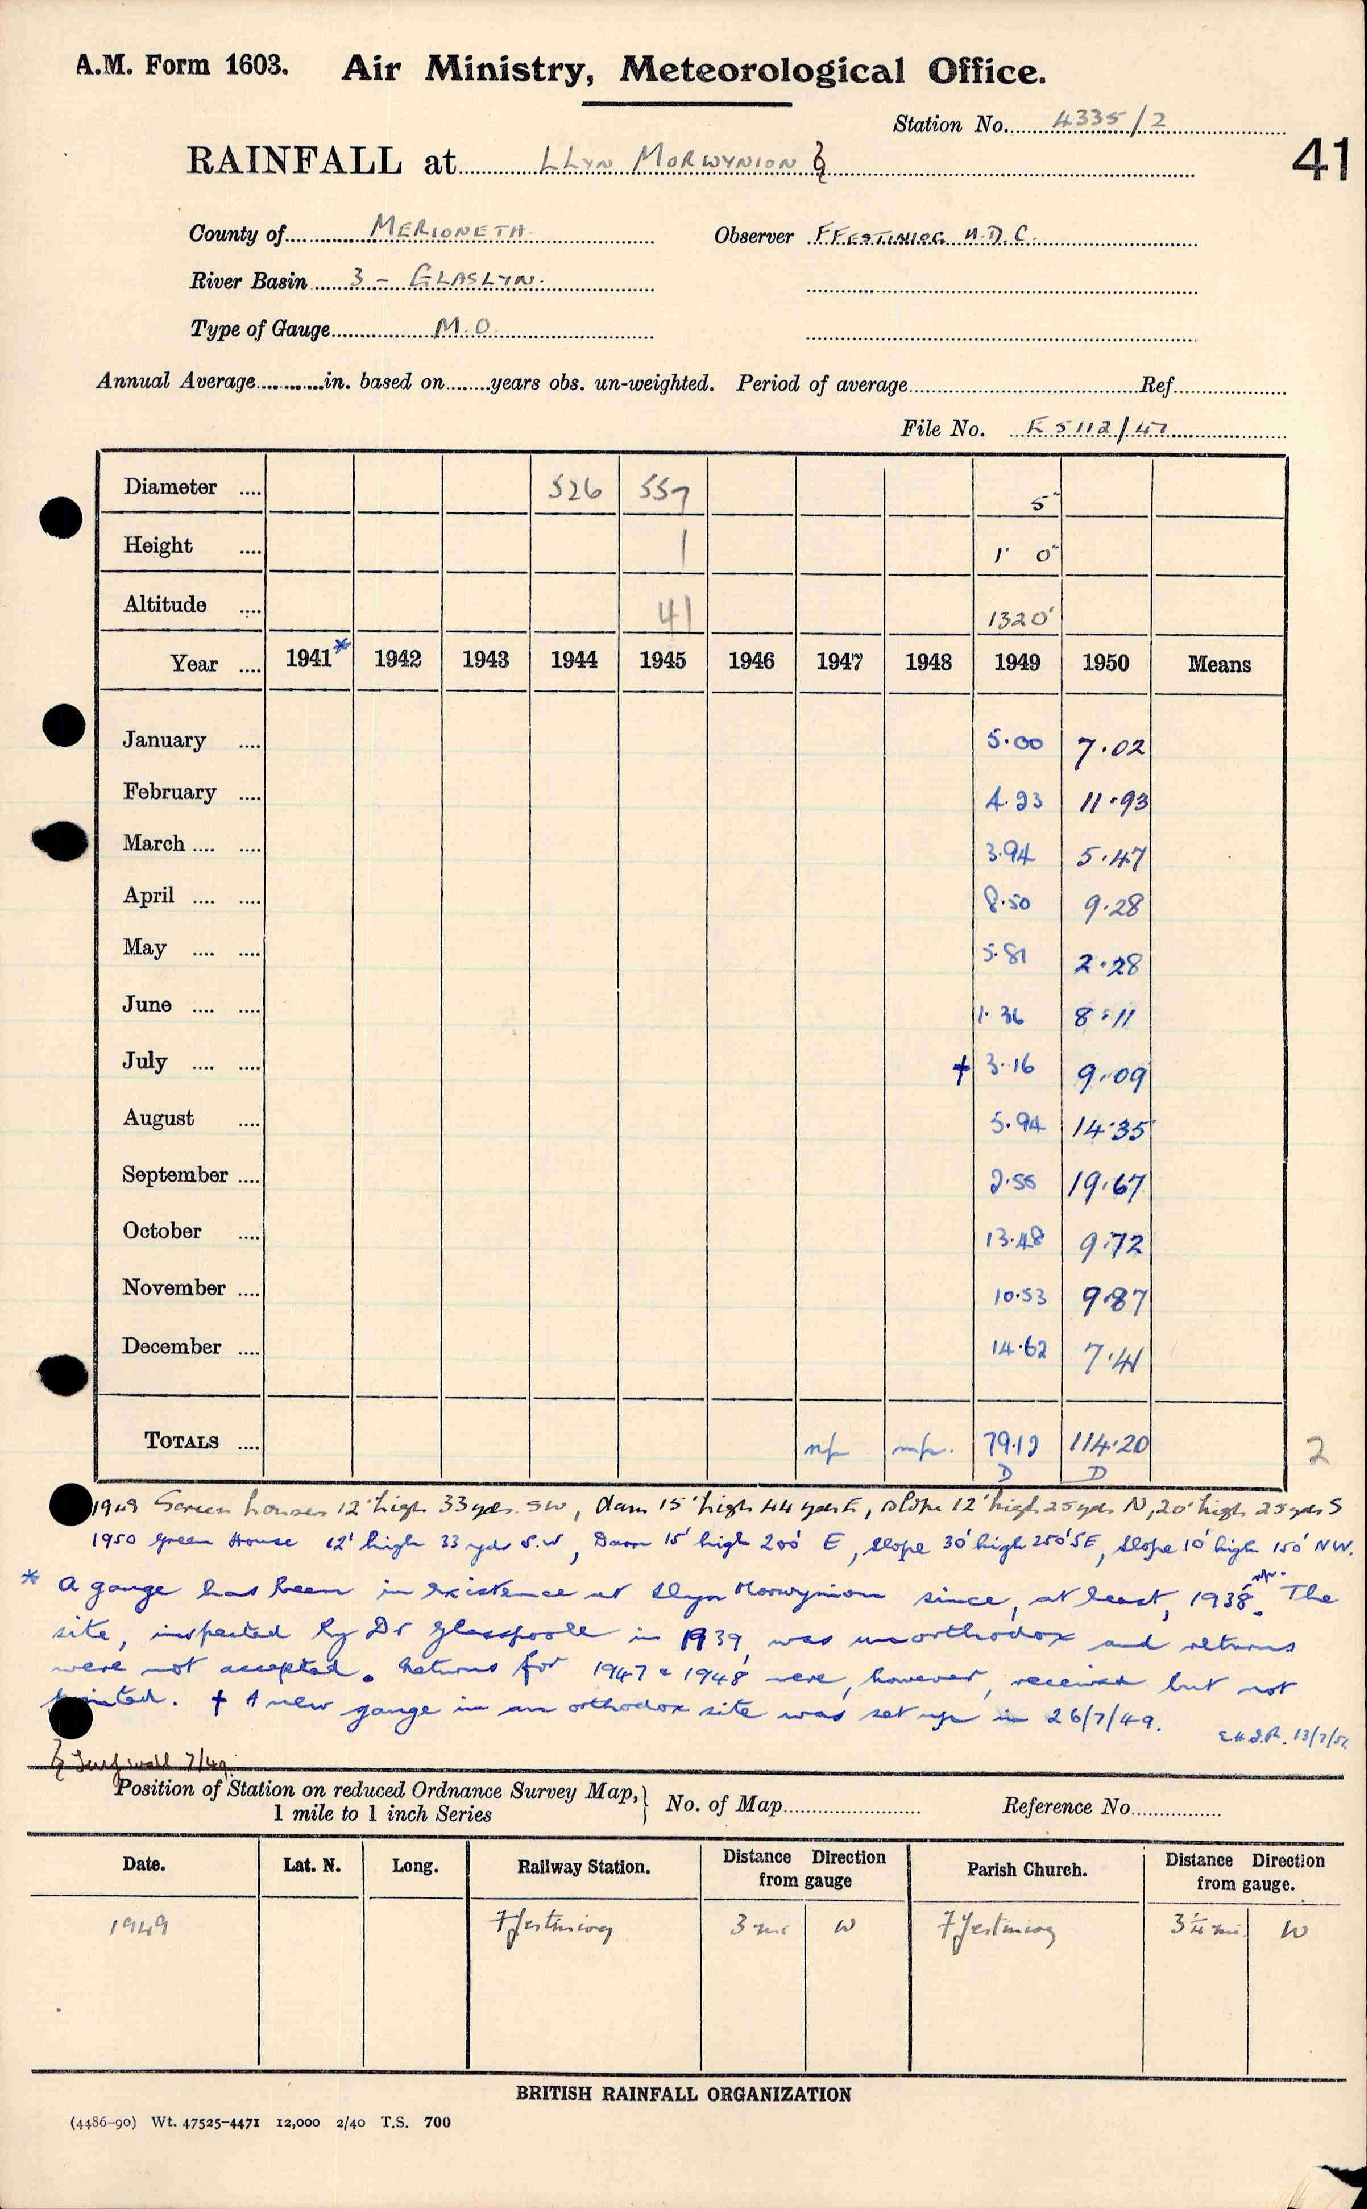 A.M. Form 1603. Air Ministry, Meteorological Office.
Station No. 4335/2
RAINFALL at LLYN MORWYNION
41
County of MERIONETH Observer FFESTINIOG U.D.C.
River Basin 3 - GLASLYN.
Type of Gauge M.O.
Annual Average in. based on years obs. un-weighted. Period of average Ref
File No. 5112/47
Diameter .... 526 557 5"
Height .... 1 1' 0"
Altitude .... 41 1320'
Year .... 1941* 1942 1943 1944 1945 1946 1947 1948 1949 1950 Means
January .... 5.00 7.02
February .... 4.23 11.93
March .... .... 3.94 5.47
April .... .... 8.50 9.28
May .... .... 5.81 2.28
June .... .... 1.36 8.11
July .... .... † 3.16 9.09
August .... 5.94 14.35
September .... 2.55 19.67
October .... 13.48 9.72
November .... 10.53 9.87
December .... 14.62 7.41
TOTALS .... np np. 79.12 114.20
D D
2
1949 Screen houses 12' high 33 yds. SW, dam 15' high 44 yds E, slope 12' high 25 yds N, 20' high 25 yds S
1950 Green House 12' high 33 yds S.W, Dam 15' high 200' E, slope 30' high 250' SE, slope 10' high 150' NW.
* A gauge has been in existence at Llyn Morwynion since, at least, 1938 np. The
site, inspected by Dr Glasspoole in 1939, was unorthodox and returns
were not accepted. Returns for 1947 & 1948 were, however, received but not
printed. † A new gauge in an orthodox site was set up in 26/7/49.
13/2/52
Turf wall 7/49.
Position of Station on reduced Ordnance Survey Map,
1 mile to 1 inch Series
No. of Map Reference No.
Date. Lat. N. Long. Railway Station. Distance Direction from gauge Parish Church. Distance Direction from gauge.
1949 Ffestiniog 3 mi W Ffestiniog 3¼ mi W
BRITISH RAINFALL ORGANIZATION
(4486-90) Wt. 47525-4471 12,000 2/40 T.S. 700